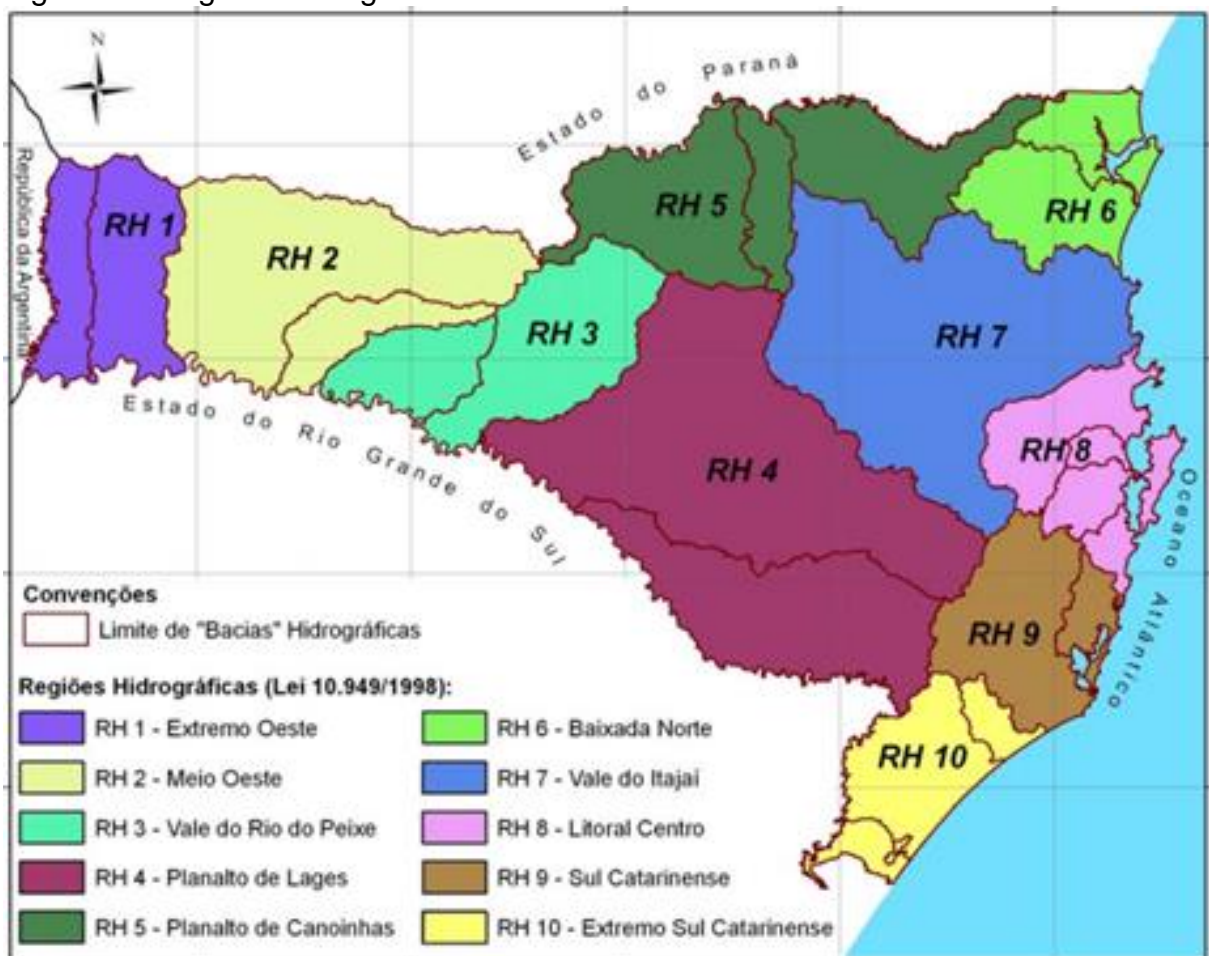 N
Estado do Paraná
República da Argentina
RH 1
RH 2
RH 3
RH 4
RH 5
RH 6
RH 7
RH 8
RH 9
RH 10
Estado do Rio Grande do Sul
Oceano Atlântico
Convenções
Limite de "Bacias" Hidrográficas
Regiões Hidrográficas (Lei 10.949/1998):
RH 1 - Extremo Oeste
RH 2 - Meio Oeste
RH 3 - Vale do Rio do Peixe
RH 4 - Planalto de Lages
RH 5 - Planalto de Canoinhas
RH 6 - Baixada Norte
RH 7 - Vale do Itajaí
RH 8 - Litoral Centro
RH 9 - Sul Catarinense
RH 10 - Extremo Sul Catarinense